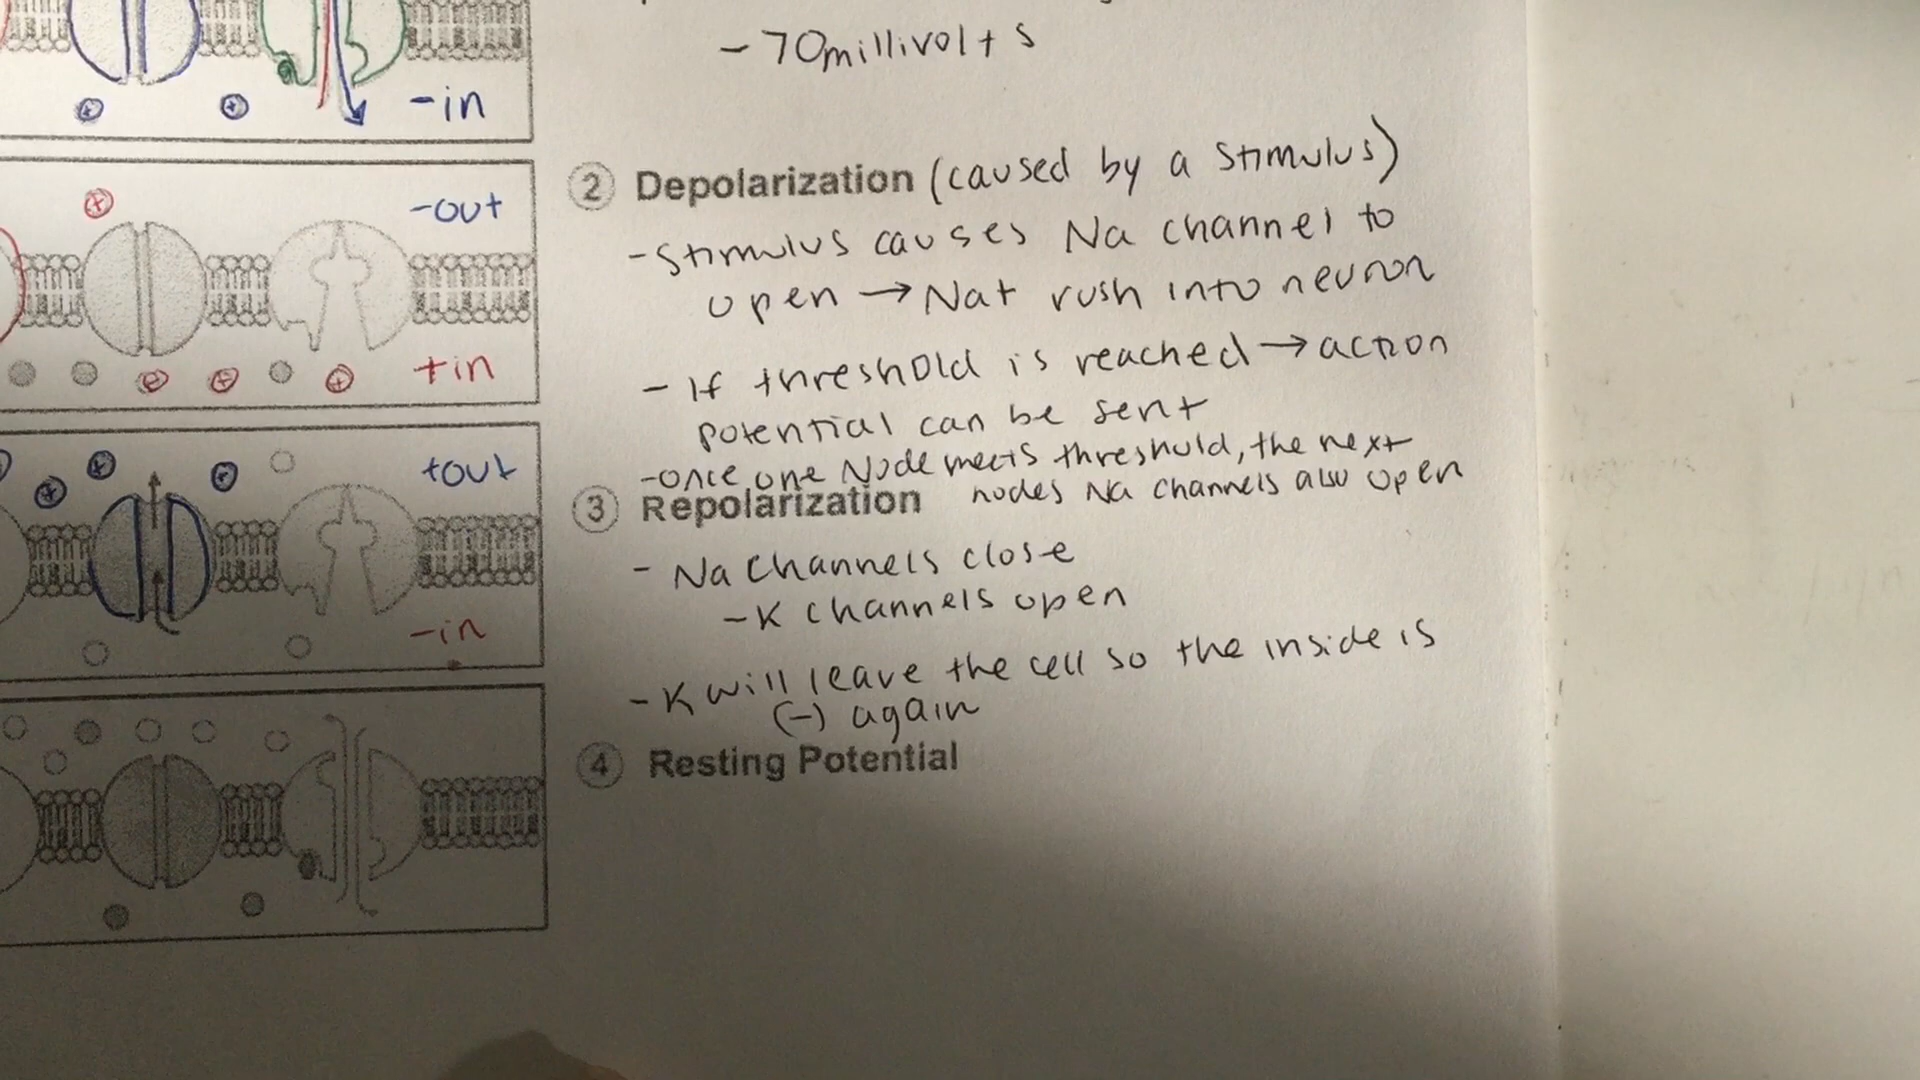 -70millivolts
-in
② Depolarization (caused by a stimulus)
-out
-Stimulus causes Na channel to
open → Na+ rush into neuron
+in
- If threshold is reached → action
potential can be sent
-once one Node meets threshold, the next
nodes Na channels also open
+out
③ Repolarization
- Na channels close
-K channels open
-in
-K will leave the cell so the inside is
(-) again
④ Resting Potential